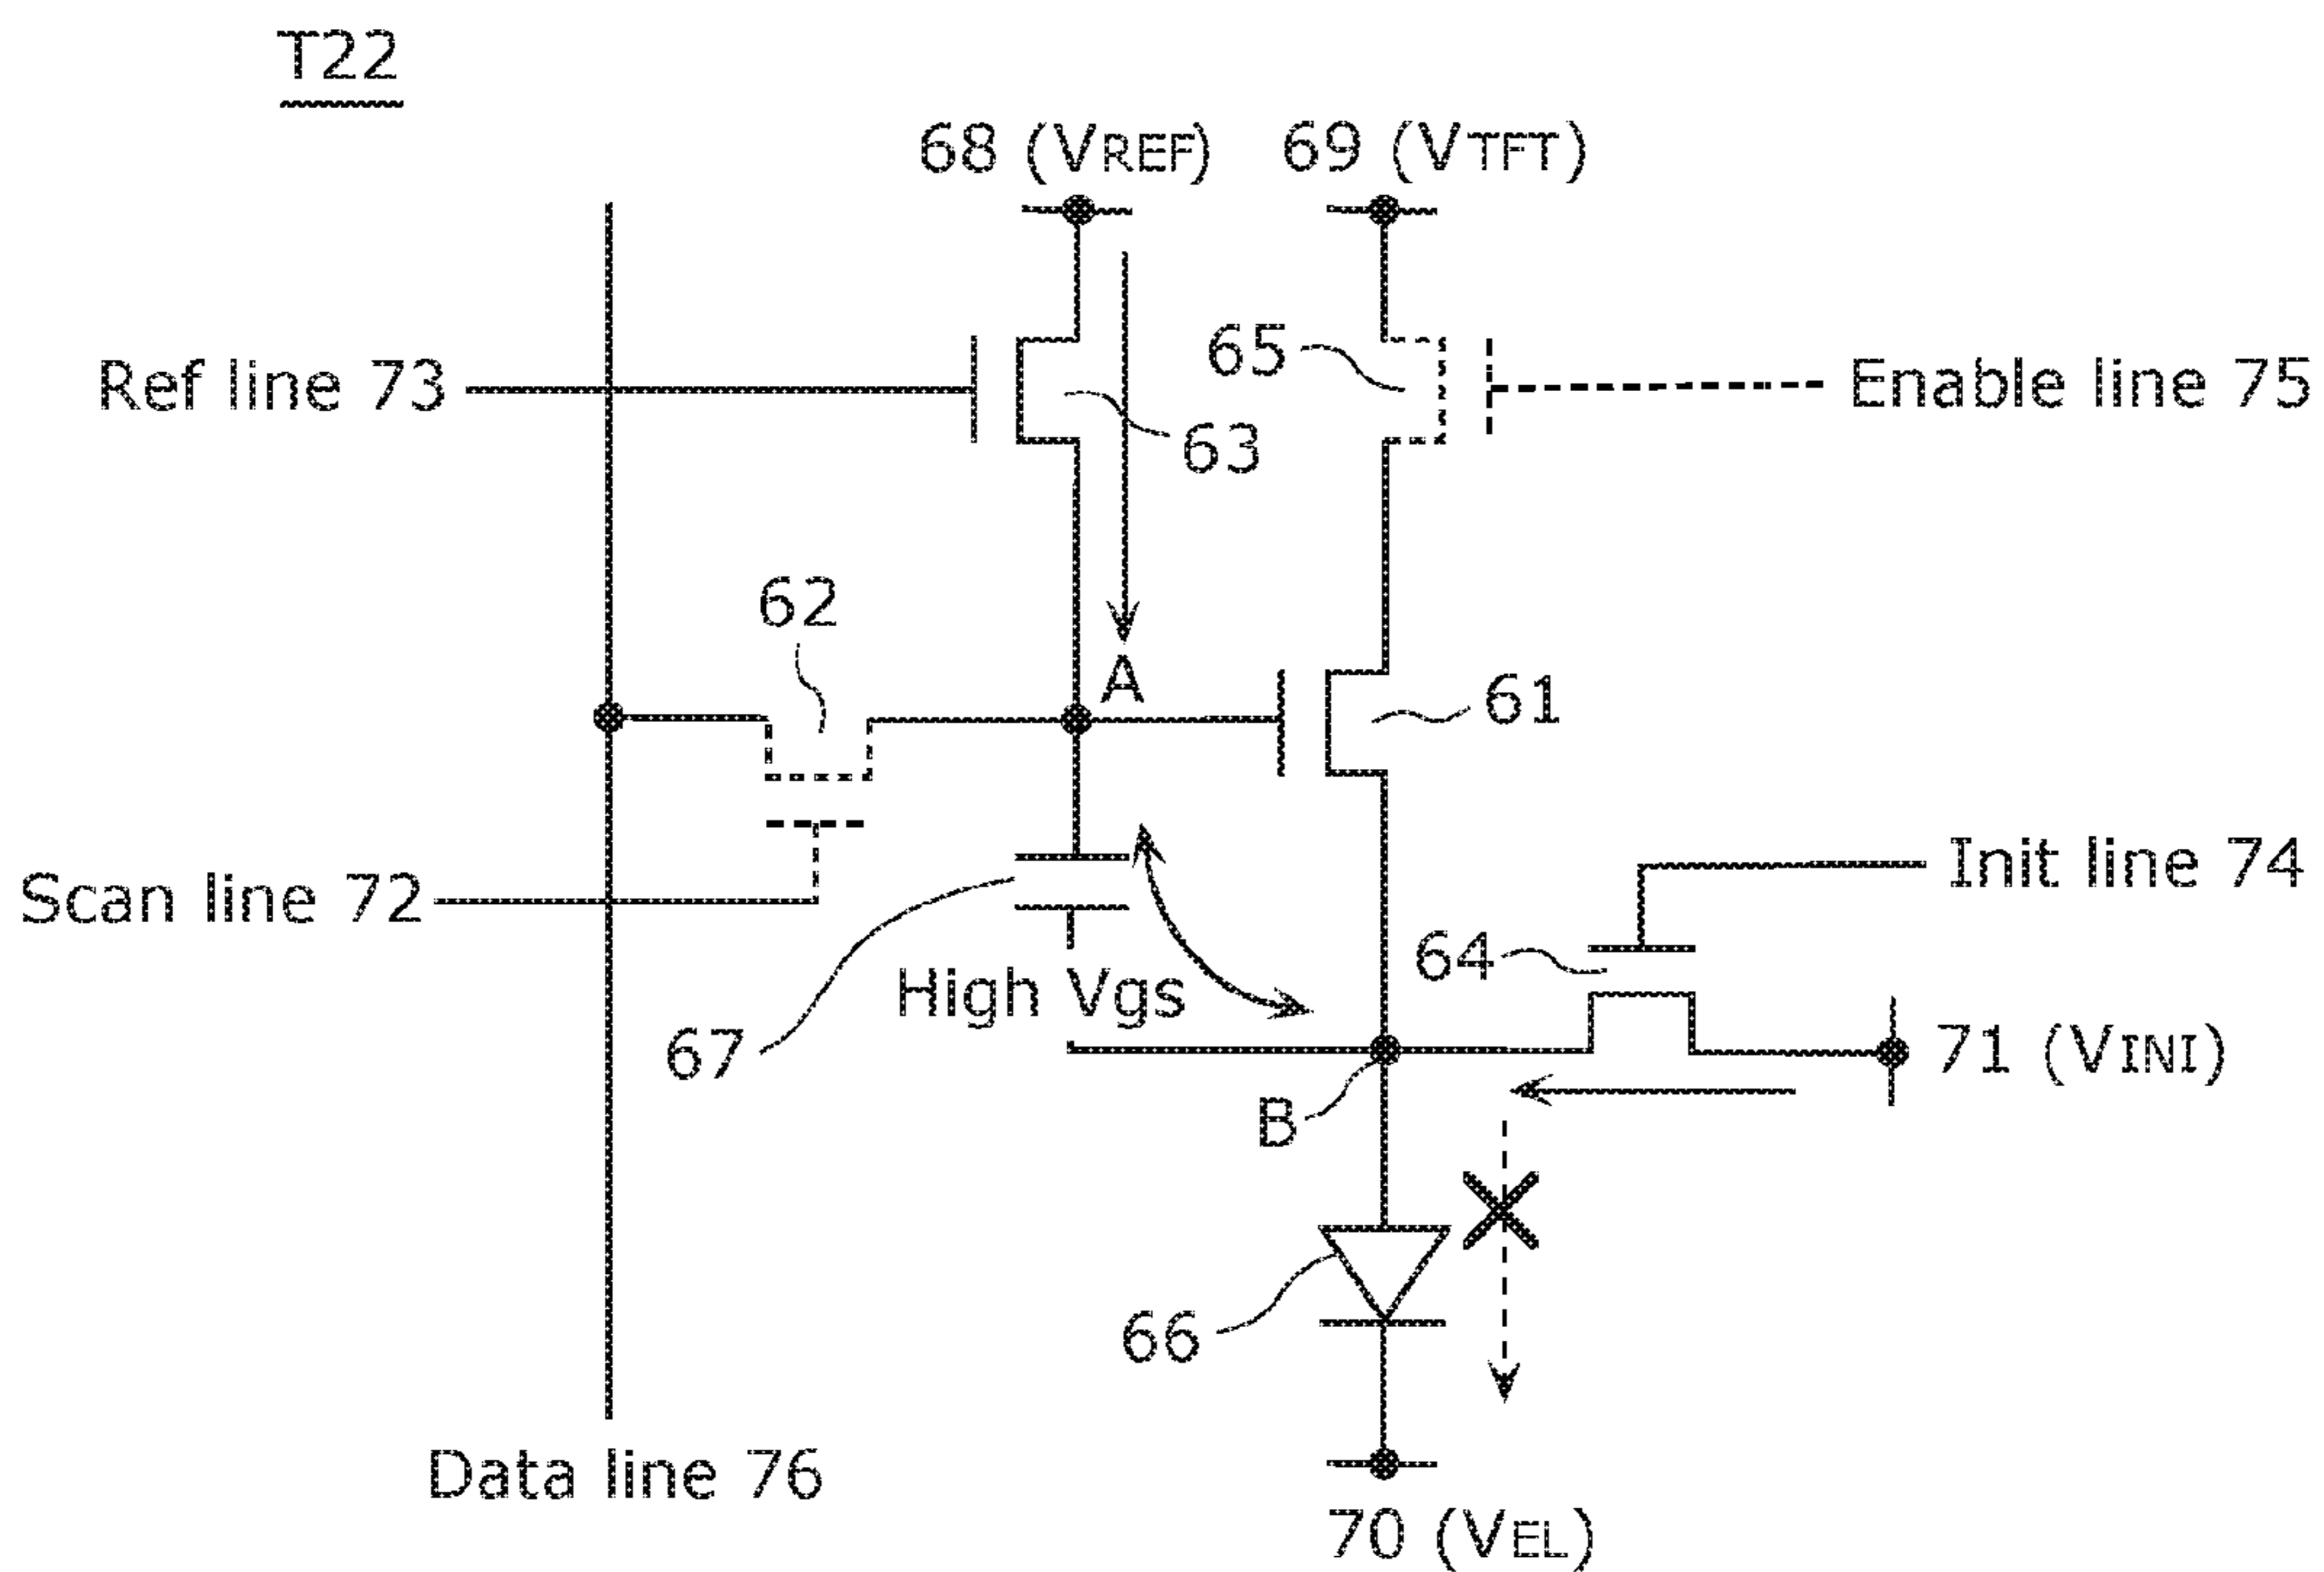 T22
68 (VREF)
69 (VTFT)
Ref line 73
65
Enable line 75
63
62
A
61
Init line 74
Scan line 72
64
High Vgs
67
71 (VINI)
B
66
Data line 76
70 (VEL)